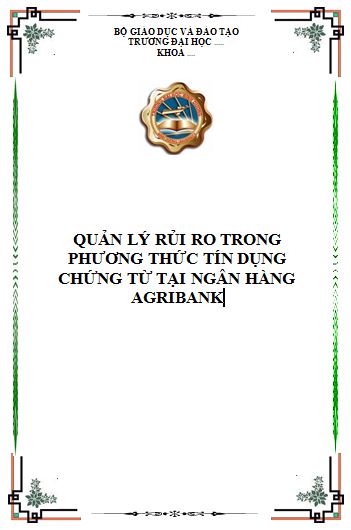 BỘ GIÁO DỤC VÀ ĐÀO TẠO
TRƯỜNG ĐẠI HỌC ....
KHOA ...
QUẢN LÝ RỦI RO TRONG
PHƯƠNG THỨC TÍN DỤNG
CHỨNG TỪ TẠI NGÂN HÀNG
AGRIBANK